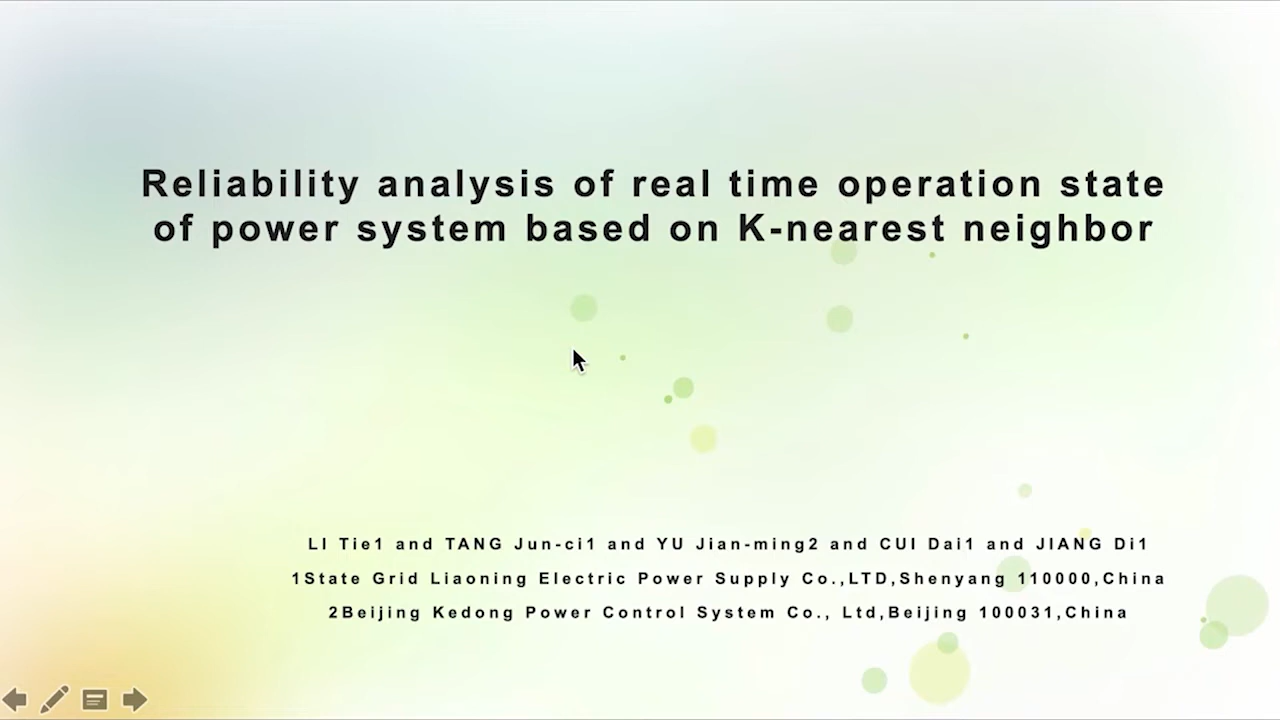 Reliability analysis of real time operation state
of power system based on K-nearest neighbor
LI Tie1 and TANG Jun-ci1 and YU Jian-ming2 and CUI Dai1 and JIANG Di1
1State Grid Liaoning Electric Power Supply Co.,LTD,Shenyang 110000,China
2Beijing Kedong Power Control System Co., Ltd,Beijing 100031,China